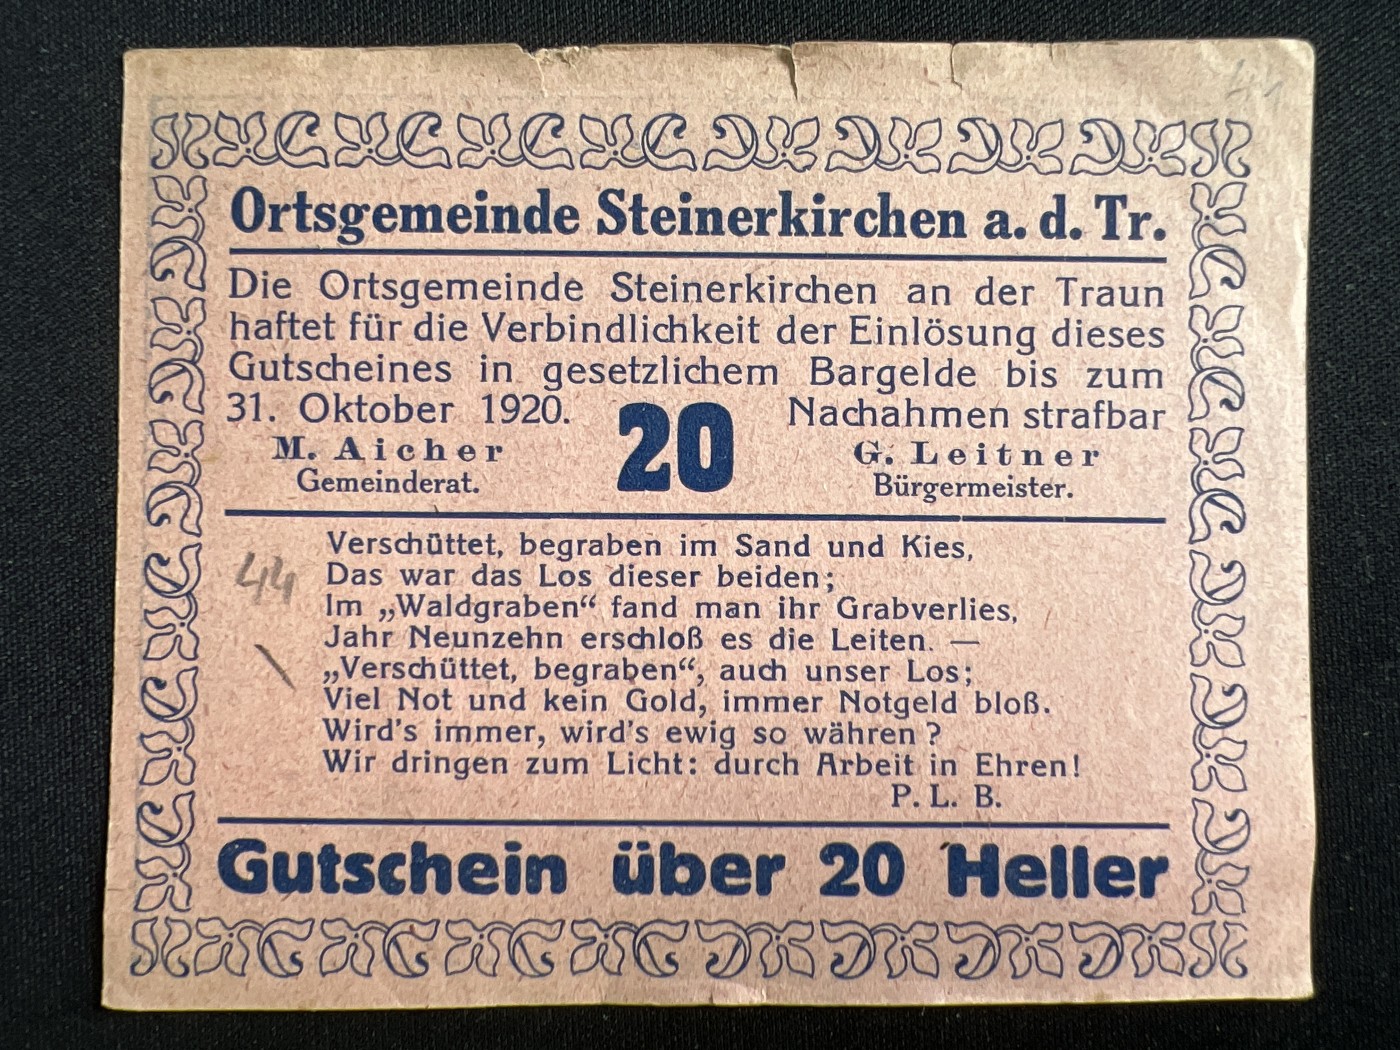 Ortsgemeinde Steinerkirchen a. d. Tr.
Die Ortsgemeinde Steinerkirchen an der Traun
haftet für die Verbindlichkeit der Einlösung dieses
Gutscheines in gesetzlichem Bargelde bis zum
31. Oktober 1920. 20 Nachahmen strafbar
M. Aicher G. Leitner
Gemeinderat. Bürgermeister.
Verschüttet, begraben im Sand und Kies,
44 Das war das Los dieser beiden;
Im „Waldgraben“ fand man ihr Grabverlies,
Jahr Neunzehn erschloß es die Leiten. —
„Verschüttet, begraben“, auch unser Los;
Viel Not und kein Gold, immer Notgeld bloß.
Wird's immer, wird's ewig so währen?
Wir dringen zum Licht: durch Arbeit in Ehren!
P. L. B.
Gutschein über 20 Heller